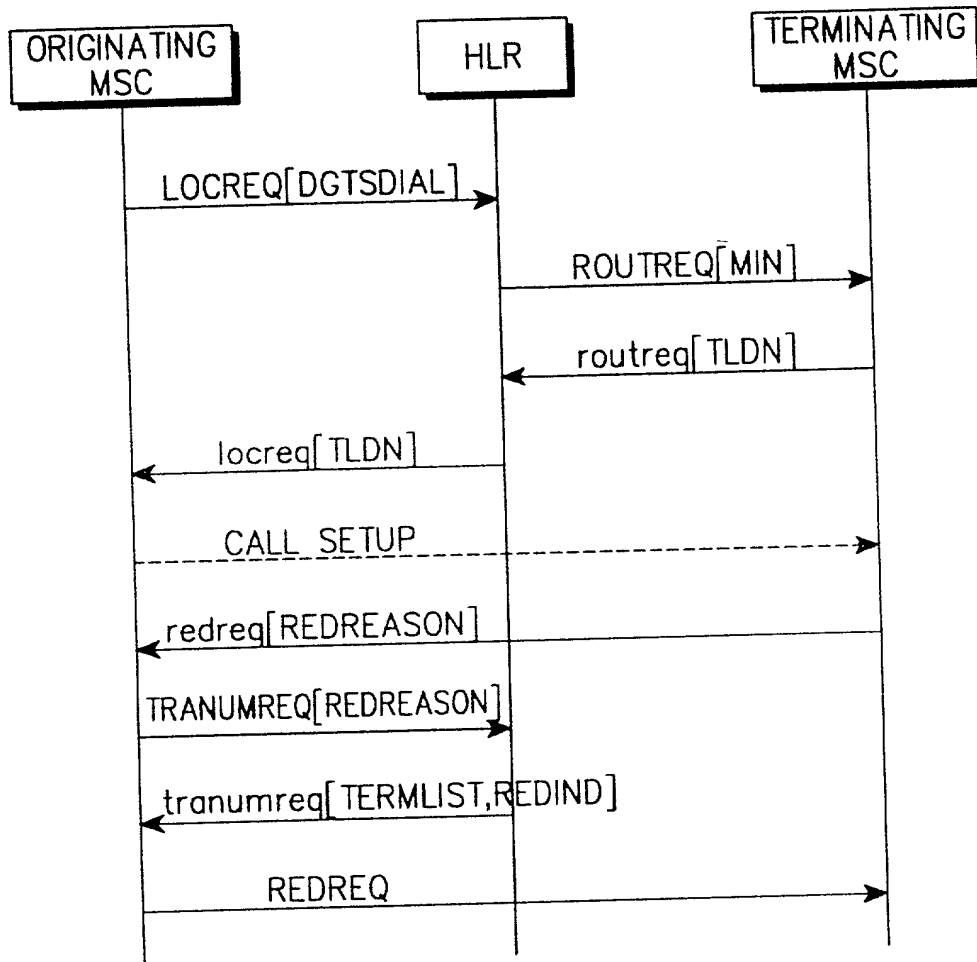 ORIGINATING
MSC
HLR
TERMINATING
MSC
LOCREQ[DGTSDIAL]
ROUTREQ[MIN]
routreq[TLDN]
locreq[TLDN]
CALL SETUP
redreq[REDREASON]
TRANUMREQ[REDREASON]
tranumreq[TERMLIST,REDIND]
REDREQ